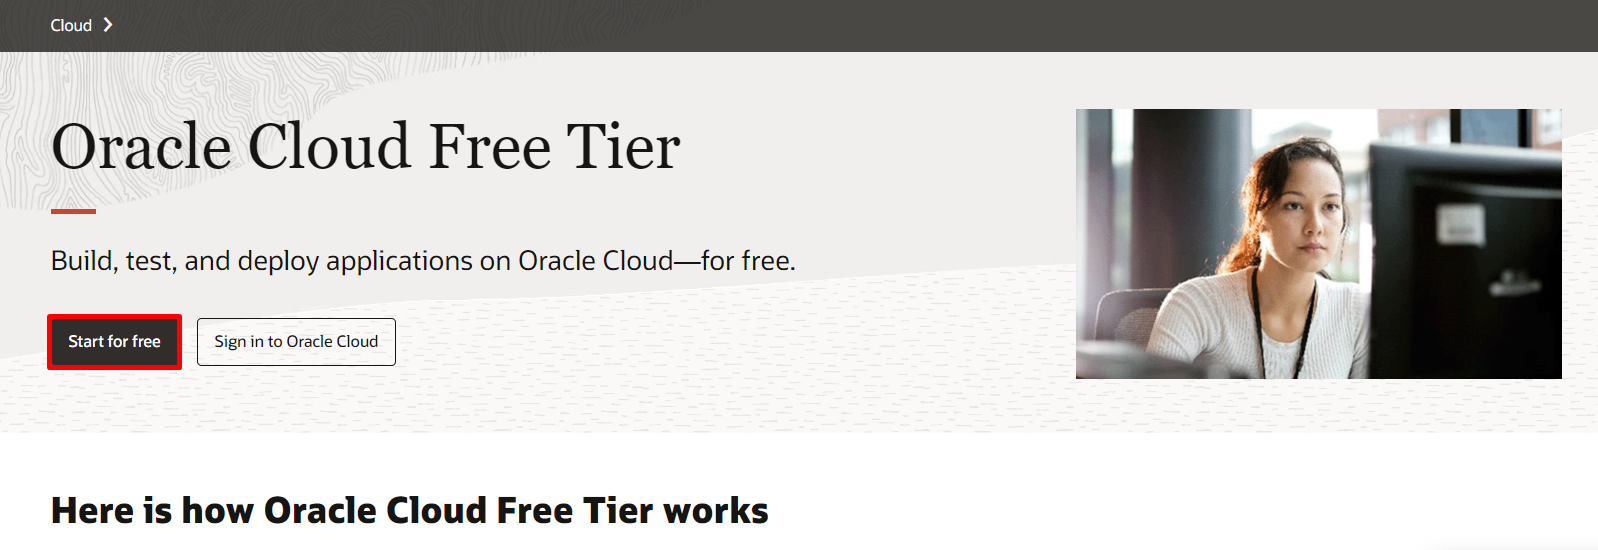 Cloud
Oracle Cloud Free Tier
Build, test, and deploy applications on Oracle Cloud—for free.
Start for free
Sign in to Oracle Cloud
Here is how Oracle Cloud Free Tier works